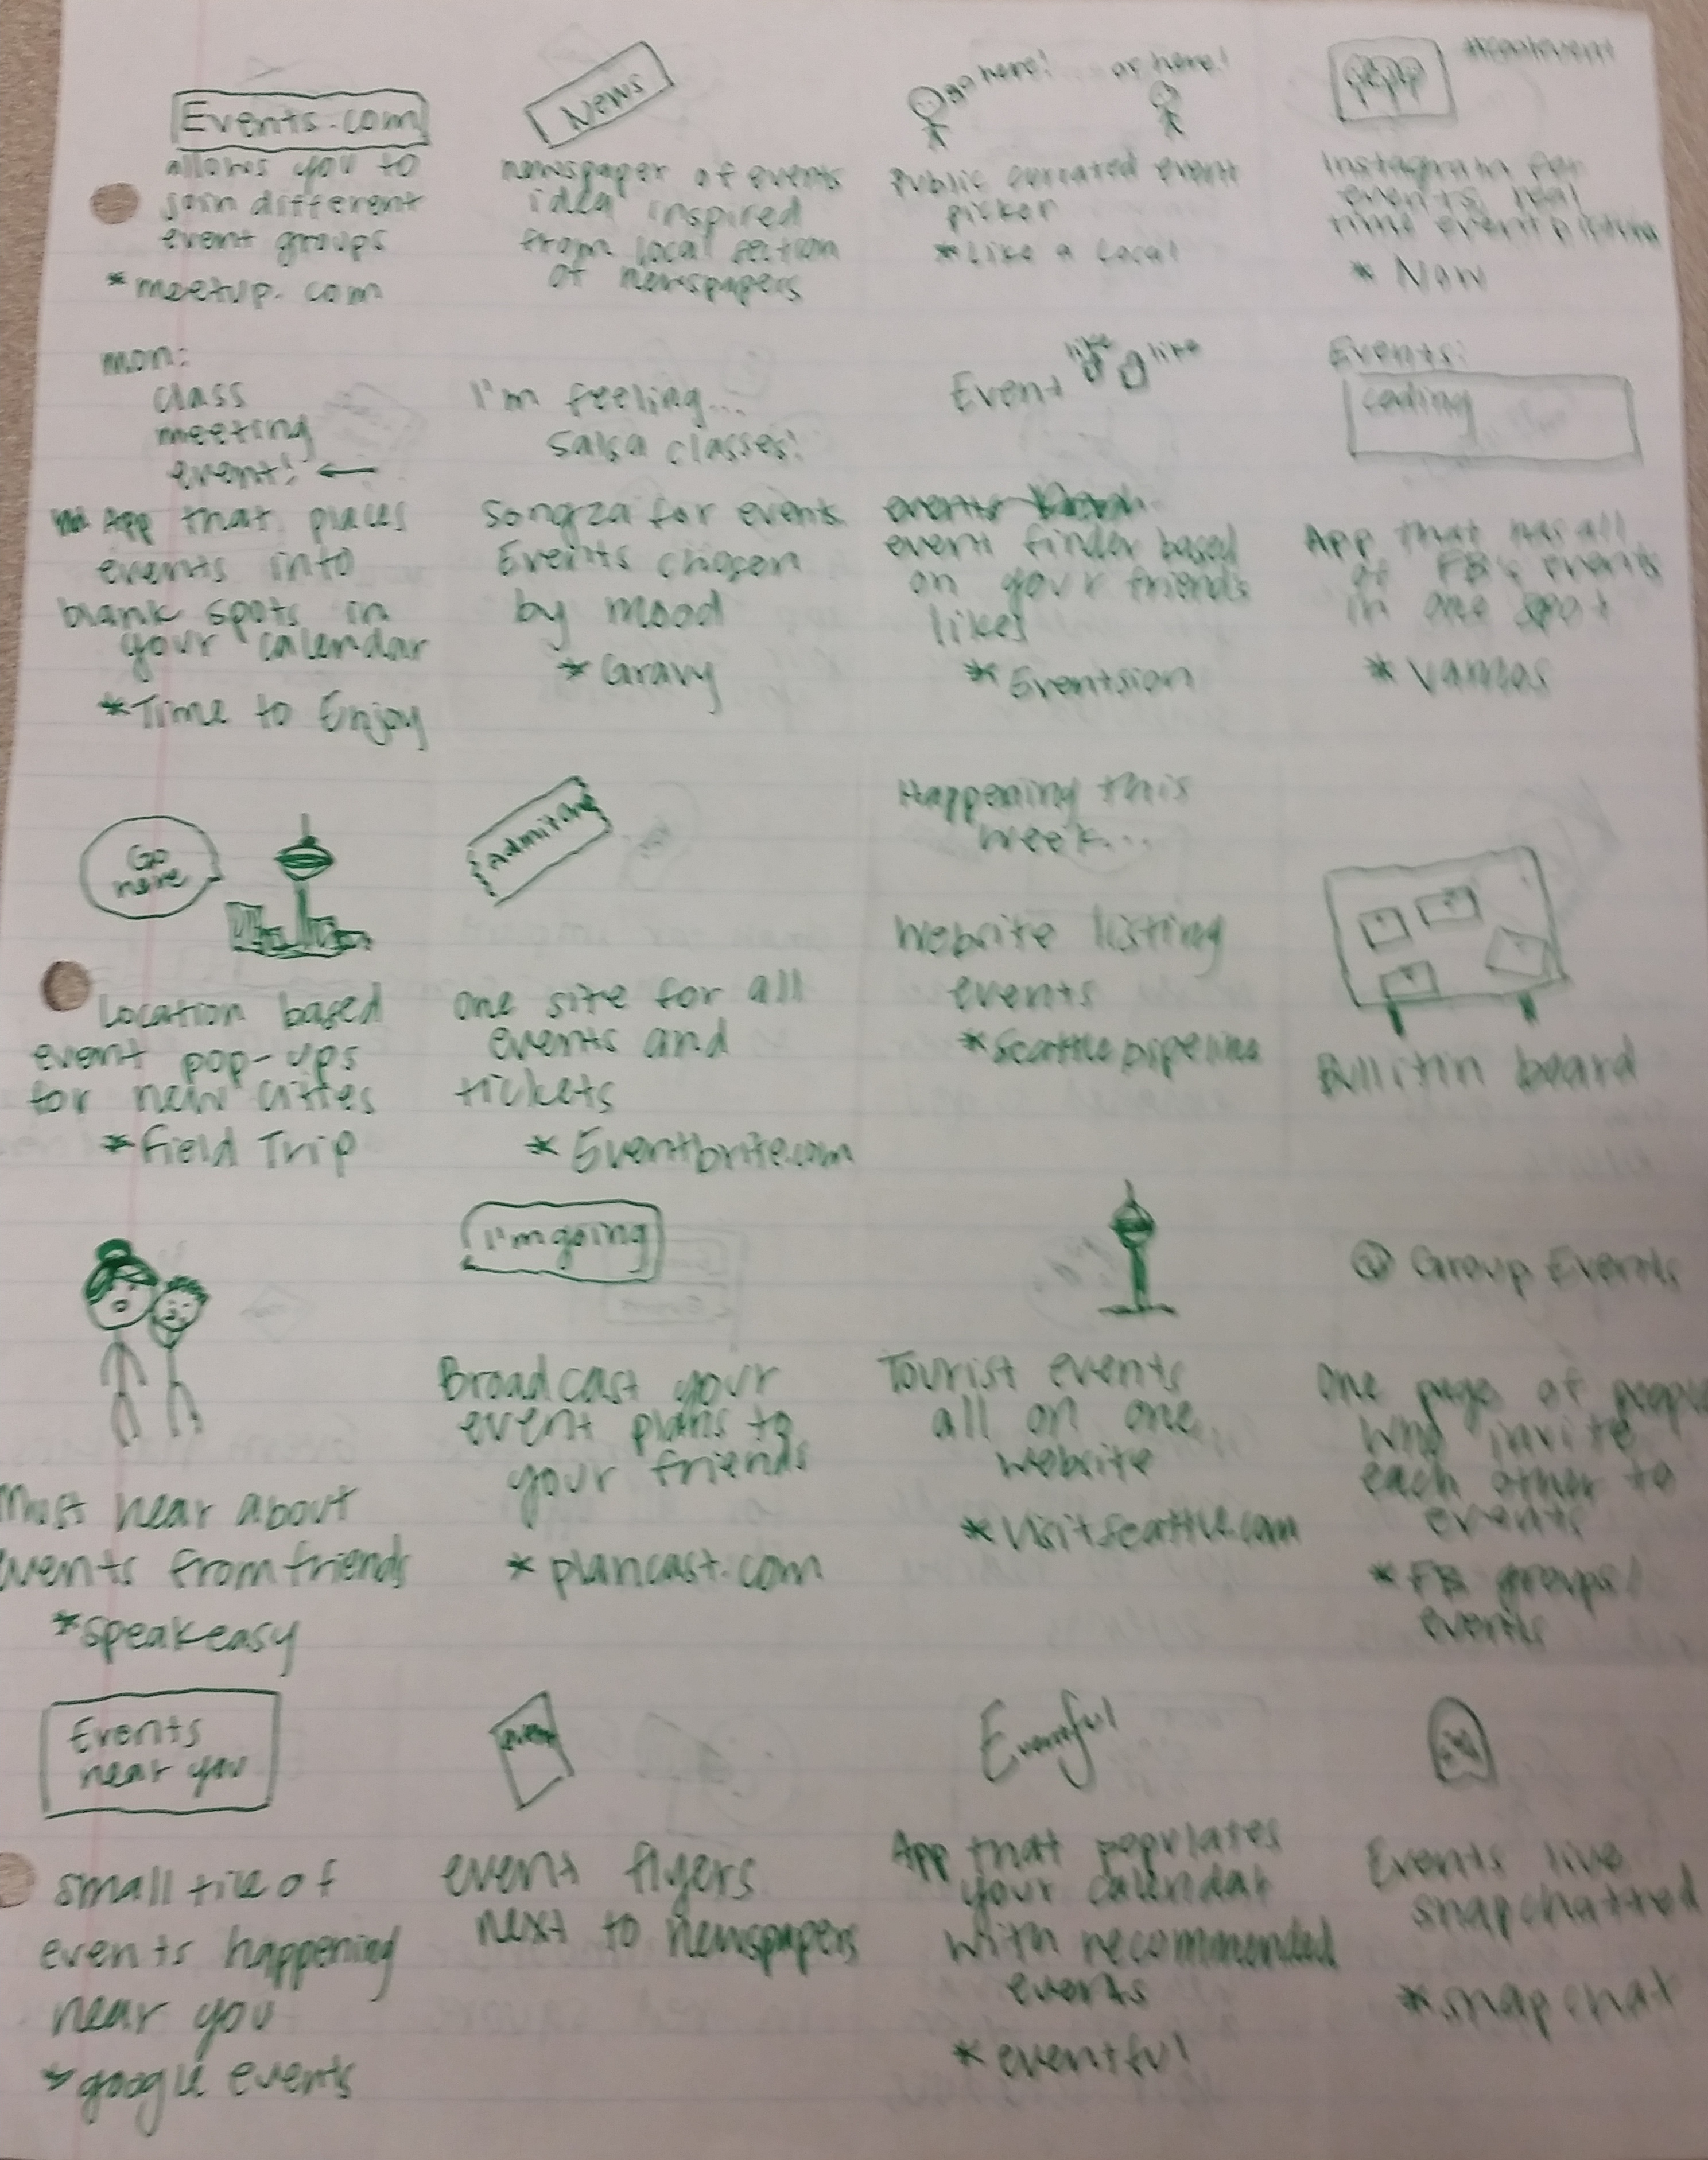 Events.com
allows you to
join different
event groups
*meetup.com
News
newspaper of events
idea inspired
from local section
of newspapers
go here!
or here!
public currated event
picker
*Like a Local
#coolevent
Instagram for
events, real
time event
* Now
mon:
class
meeting
event! ←
App that places
events into
blank spots in
your calendar
*Time to Enjoy
I'm feeling...
Salsa classes!
Songza for events
Events chosen
by mood
* Gravy
Event
like
like
events
event finder based
on your friends
likes
*Eventsion
Events:
loading
App that has all
of FB's events
in one spot
* Vamos
Go
here
Location based
event pop-ups
for new cities
*Field Trip
Admit one
one site for all
events and
tickets
* Eventbrite.com
Happening this
week...
Website listing
events
*Seattle pipeline
Bullitin board
Must hear about
events from friends
*speakeasy
I'm going
Broadcast your
event plans to
your friends
* plancast.com
Tourist events
all on one
website
*Visitseattle.com
Group Events
One page of people
who invite
each other to
events
*FB groups/
events
Events
near you
small tile of
events happening
near you
*google events
event
event flyers
next to newspapers
Eventful
App that populates
your calendar
with recommended
events
*eventful
Events live
snapchatted
*snapchat